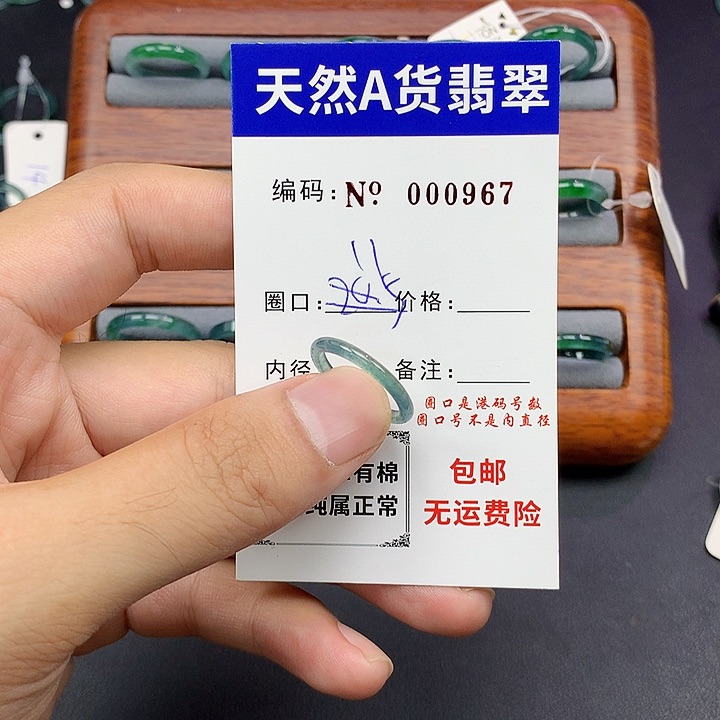 天然A货翡翠
编码: Nº 000967
圈口: 价格:
内径 备注:
圈口是港码号数
圈口号不是内直径
有棉
纯属正常
包邮
无运费险